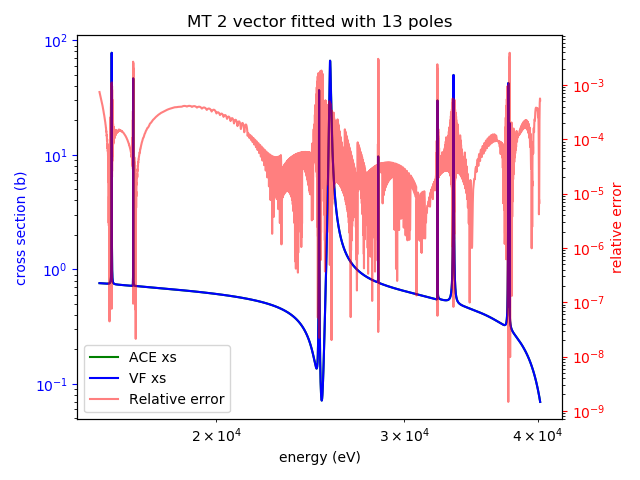 MT 2 vector fitted with 13 poles
10²
10¹
10⁰
10⁻¹
cross section (b)
10⁻³
10⁻⁴
10⁻⁵
10⁻⁶
10⁻⁷
10⁻⁸
10⁻⁹
relative error
ACE xs
VF xs
Relative error
2 × 10⁴
3 × 10⁴
4 × 10⁴
energy (eV)